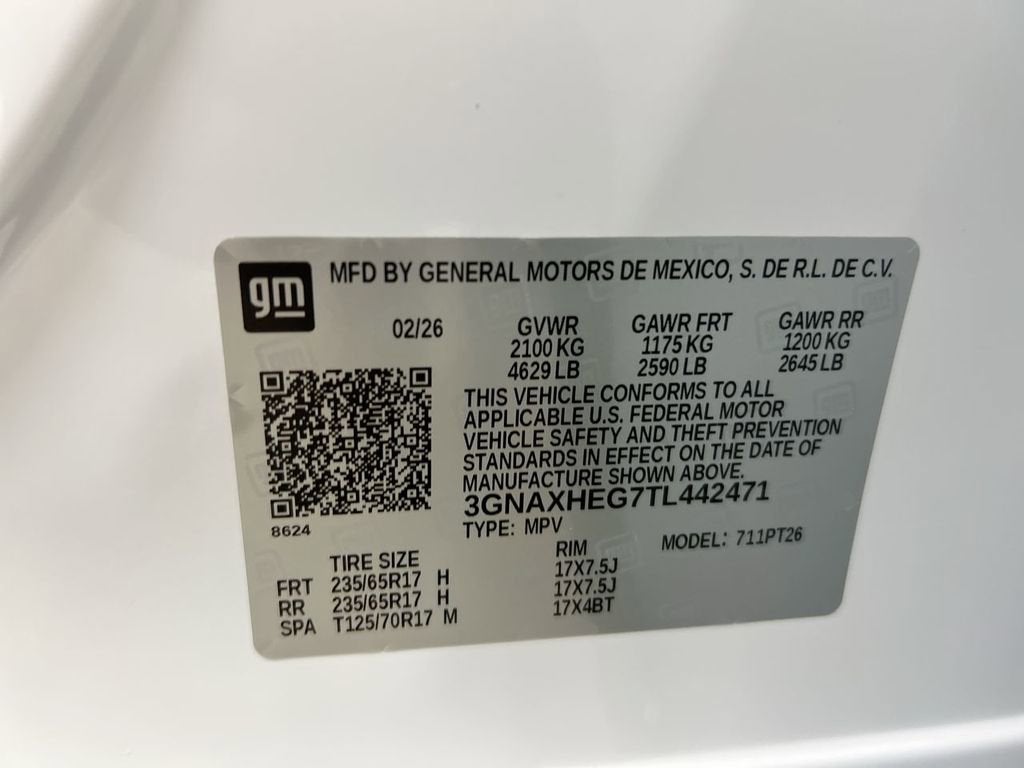 gm
MFD BY GENERAL MOTORS DE MEXICO, S. DE R.L. DE C.V.
02/26 GVWR GAWR FRT GAWR RR
2100 KG 1175 KG 1200 KG
4629 LB 2590 LB 2645 LB
THIS VEHICLE CONFORMS TO ALL
APPLICABLE U.S. FEDERAL MOTOR
VEHICLE SAFETY AND THEFT PREVENTION
STANDARDS IN EFFECT ON THE DATE OF
MANUFACTURE SHOWN ABOVE.
3GNAXHEG7TL442471
8624
TYPE: MPV MODEL: 711PT26
TIRE SIZE RIM
FRT 235/65R17 H 17X7.5J
RR 235/65R17 H 17X7.5J
SPA T125/70R17 M 17X4BT